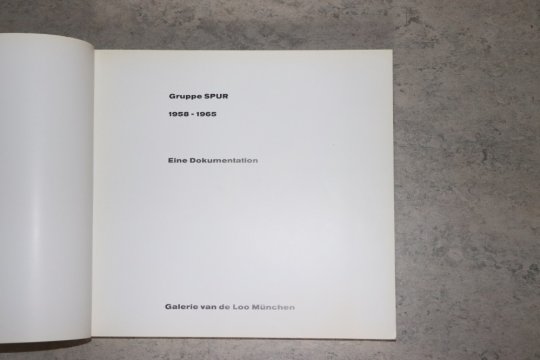 Gruppe SPUR
1958 - 1965
Eine Dokumentation
Galerie van de Loo München